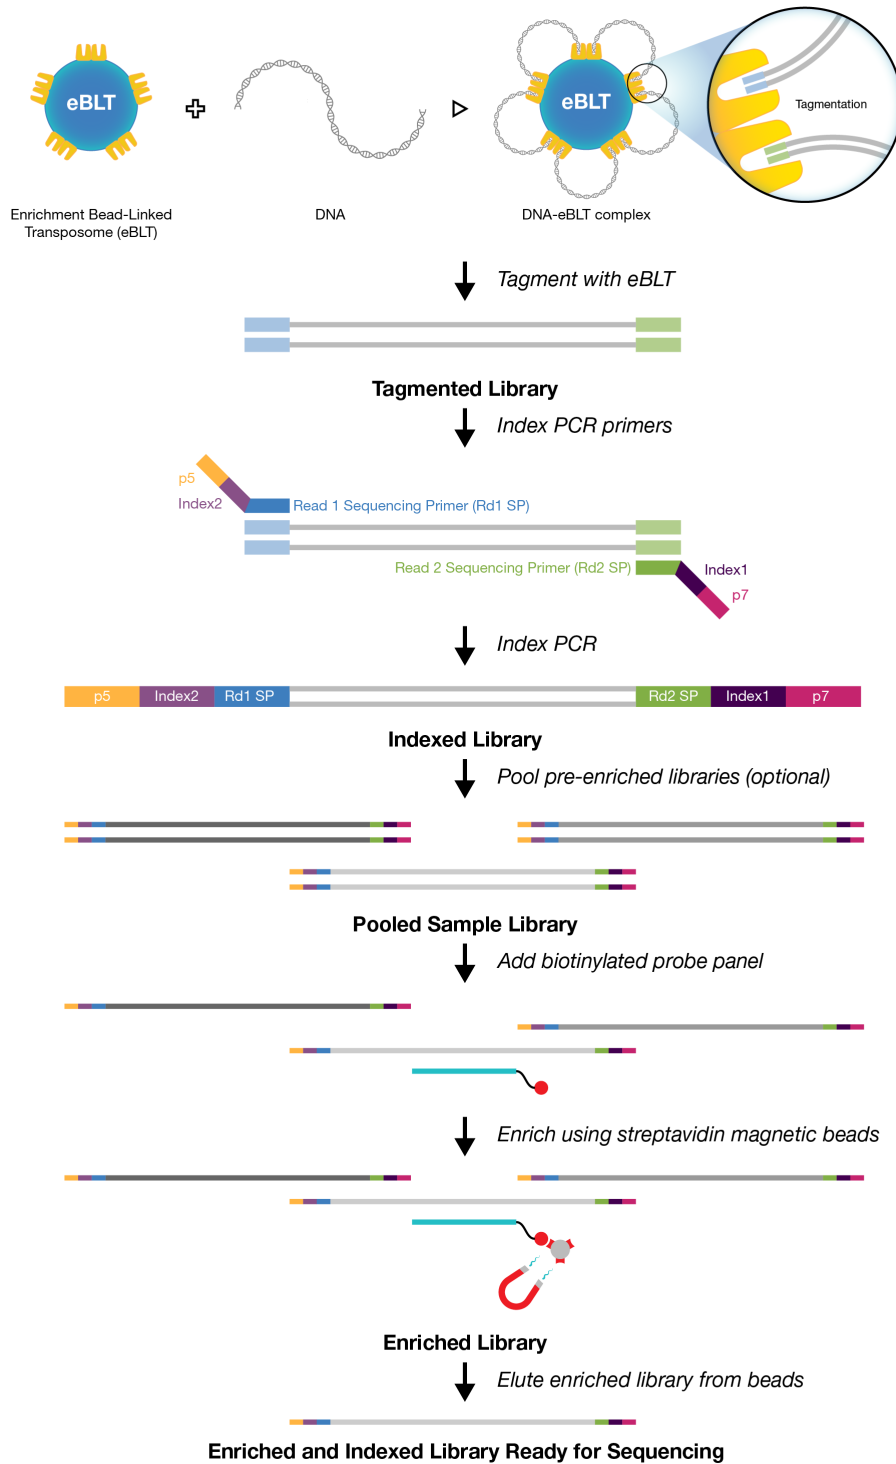 eBLT
eBLT
Tagmentation
Enrichment Bead-Linked
Transposome (eBLT)
DNA
DNA-eBLT complex
Tagment with eBLT
Tagmented Library
Index PCR primers
p5
Index2
Read 1 Sequencing Primer (Rd1 SP)
Read 2 Sequencing Primer (Rd2 SP)
Index1
p7
Index PCR
p5 Index2 Rd1 SP Rd2 SP Index1 p7
Indexed Library
Pool pre-enriched libraries (optional)
Pooled Sample Library
Add biotinylated probe panel
Enrich using streptavidin magnetic beads
Enriched Library
Elute enriched library from beads
Enriched and Indexed Library Ready for Sequencing